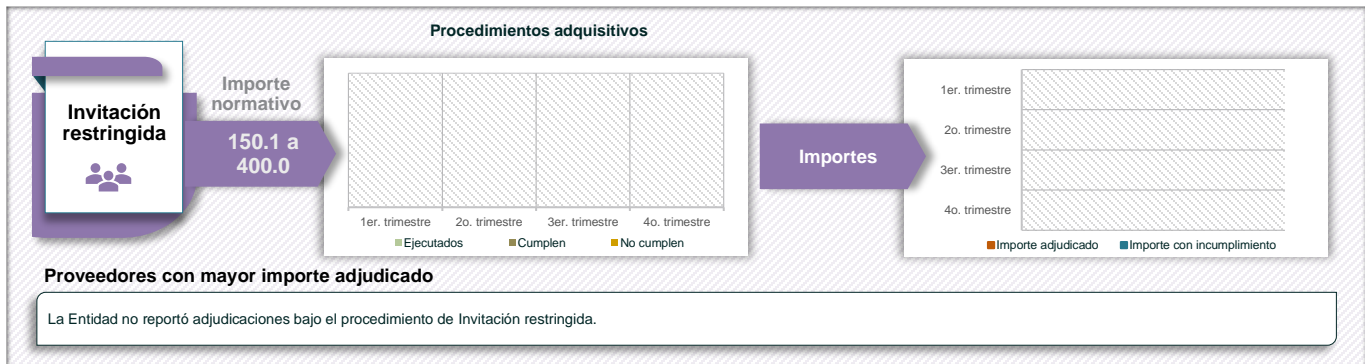 Procedimientos adquisitivos
Invitación
restringida
Importe
normativo
150.1 a
400.0
1er. trimestre 2o. trimestre 3er. trimestre 4o. trimestre
Ejecutados Cumplen No cumplen
Importes
1er. trimestre
2o. trimestre
3er. trimestre
4o. trimestre
Importe adjudicado Importe con incumplimiento
Proveedores con mayor importe adjudicado
La Entidad no reportó adjudicaciones bajo el procedimiento de Invitación restringida.